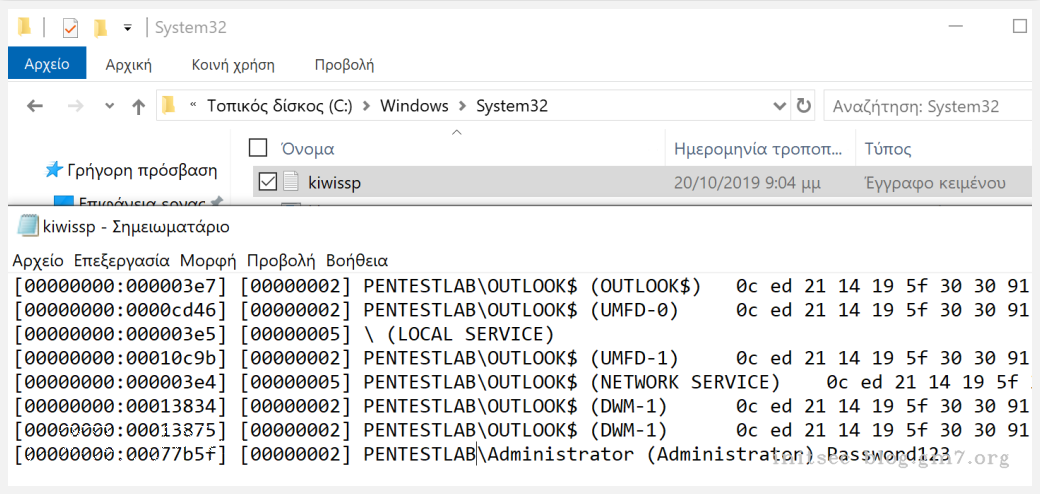 System32
Αρχείο Αρχική Κοινή χρήση Προβολή
« Τοπικός δίσκος (C:) > Windows > System32 Αναζήτηση: System32
Όνομα Ημερομηνία τροποπ... Τύπος
Γρήγορη πρόσβαση
kiwissp 20/10/2019 9:04 μμ Έγγραφο κειμένου
Επιφάνεια εργας
kiwissp - Σημειωματάριο
Αρχείο Επεξεργασία Μορφή Προβολή Βοήθεια
[00000000:000003e7] [00000002] PENTESTLAB\OUTLOOK$ (OUTLOOK$) 0c ed 21 14 19 5f 30 30 91
[00000000:0000cd46] [00000002] PENTESTLAB\OUTLOOK$ (UMFD-0) 0c ed 21 14 19 5f 30 30 91
[00000000:000003e5] [00000005] \ (LOCAL SERVICE)
[00000000:00010c9b] [00000002] PENTESTLAB\OUTLOOK$ (UMFD-1) 0c ed 21 14 19 5f 30 30 91
[00000000:000003e4] [00000005] PENTESTLAB\OUTLOOK$ (NETWORK SERVICE) 0c ed 21 14 19 5f
[00000000:00013834] [00000002] PENTESTLAB\OUTLOOK$ (DWM-1) 0c ed 21 14 19 5f 30 30 91
[00000000:00013875] [00000002] PENTESTLAB\OUTLOOK$ (DWM-1) 0c ed 21 14 19 5f 30 30 91
[00000000:00077b5f] [00000002] PENTESTLAB\Administrator (Administrator) Password123